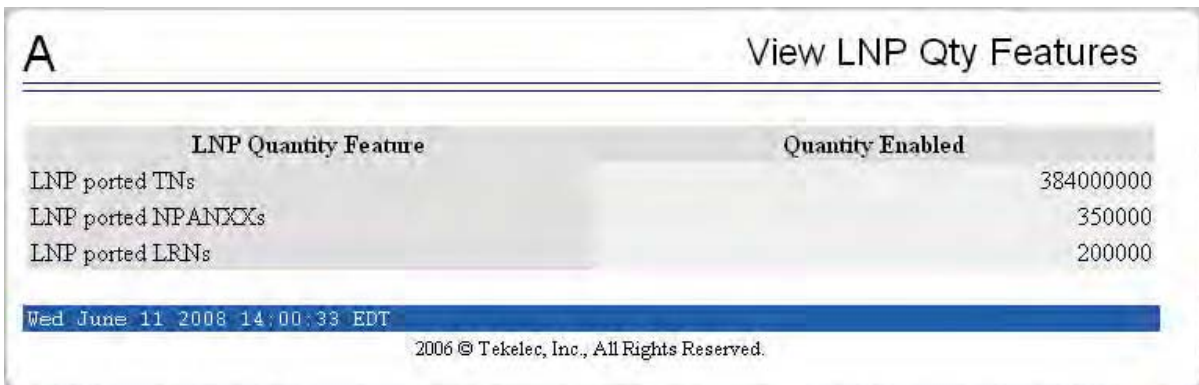 A View LNP Qty Features
LNP Quantity Feature Quantity Enabled
LNP ported TNs 384000000
LNP ported NPANXXs 350000
LNP ported LRNs 200000
Wed June 11 2008 14:00:33 EDT
2006 © Tekelec, Inc., All Rights Reserved.